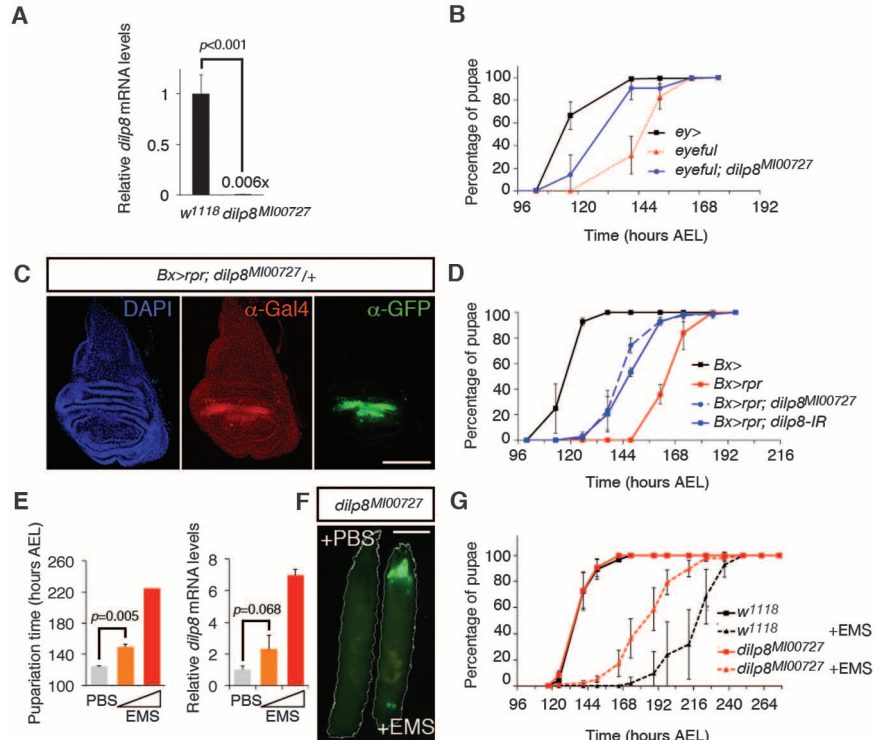 A
Relative dilp8 mRNA levels
p<0.001
1
0.5
0
0.006x
w1118 dilp8MI00727
B
Percentage of pupae
100
80
60
40
20
0
ey>
eyeful
eyeful; dilp8MI00727
96 120 144 168 192
Time (hours AEL)
C
Bx>rpr; dilp8MI00727/+
DAPI
α-Gal4
α-GFP
D
Percentage of pupae
100
80
60
40
20
0
Bx>
Bx>rpr
Bx>rpr; dilp8MI00727
Bx>rpr; dilp8-IR
96 120 144 168 192 216
Time (hours AEL)
E
Pupariation time (hours AEL)
260
220
180
140
100
p=0.005
PBS
EMS
Relative dilp8 mRNA levels
8
6
4
2
0
p=0.068
PBS
EMS
F
dilp8MI00727
+PBS
+EMS
G
Percentage of pupae
100
80
60
40
20
0
w1118
w1118 +EMS
dilp8MI00727
dilp8MI00727 +EMS
120 144 168 192 216 240 264
Time (hours AEL)